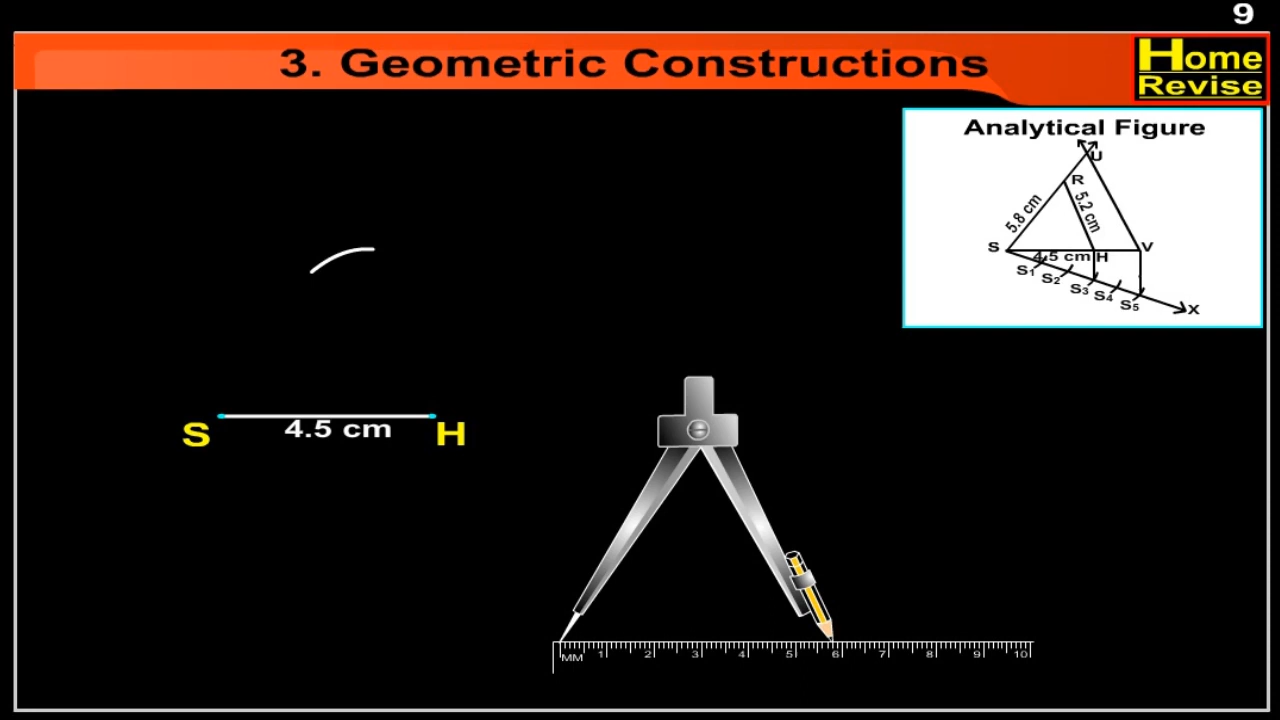 9
3. Geometric Constructions
Home
Revise
Analytical Figure
U
R
5.8 cm
5.2 cm
S
V
4.5 cm
H
S1
S2
S3
S4
S5
X
S
4.5 cm
H
MM 1 2 3 4 5 6 7 8 9 10